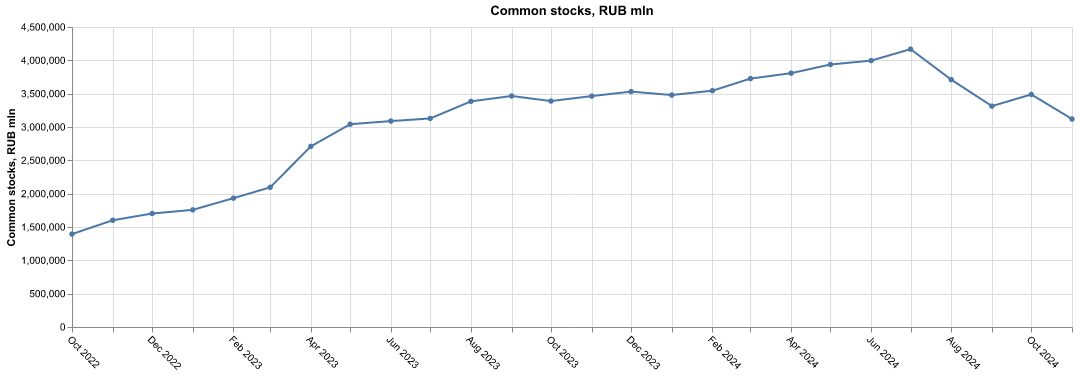 Common stocks, RUB mln
Common stocks, RUB mln
4,500,000
4,000,000
3,500,000
3,000,000
2,500,000
2,000,000
1,500,000
1,000,000
500,000
0
Oct 2022
Dec 2022
Feb 2023
Apr 2023
Jun 2023
Aug 2023
Oct 2023
Dec 2023
Feb 2024
Apr 2024
Jun 2024
Aug 2024
Oct 2024